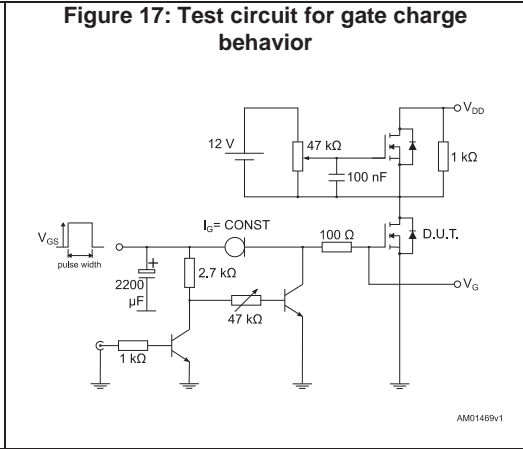 Figure 17: Test circuit for gate charge
behavior
V_DD
12 V
47 kΩ
1 kΩ
100 nF
I_G= CONST
100 Ω
D.U.T.
V_GS
pulse width
+
2.7 kΩ
2200
μF
47 kΩ
V_G
1 kΩ
AM01469v1